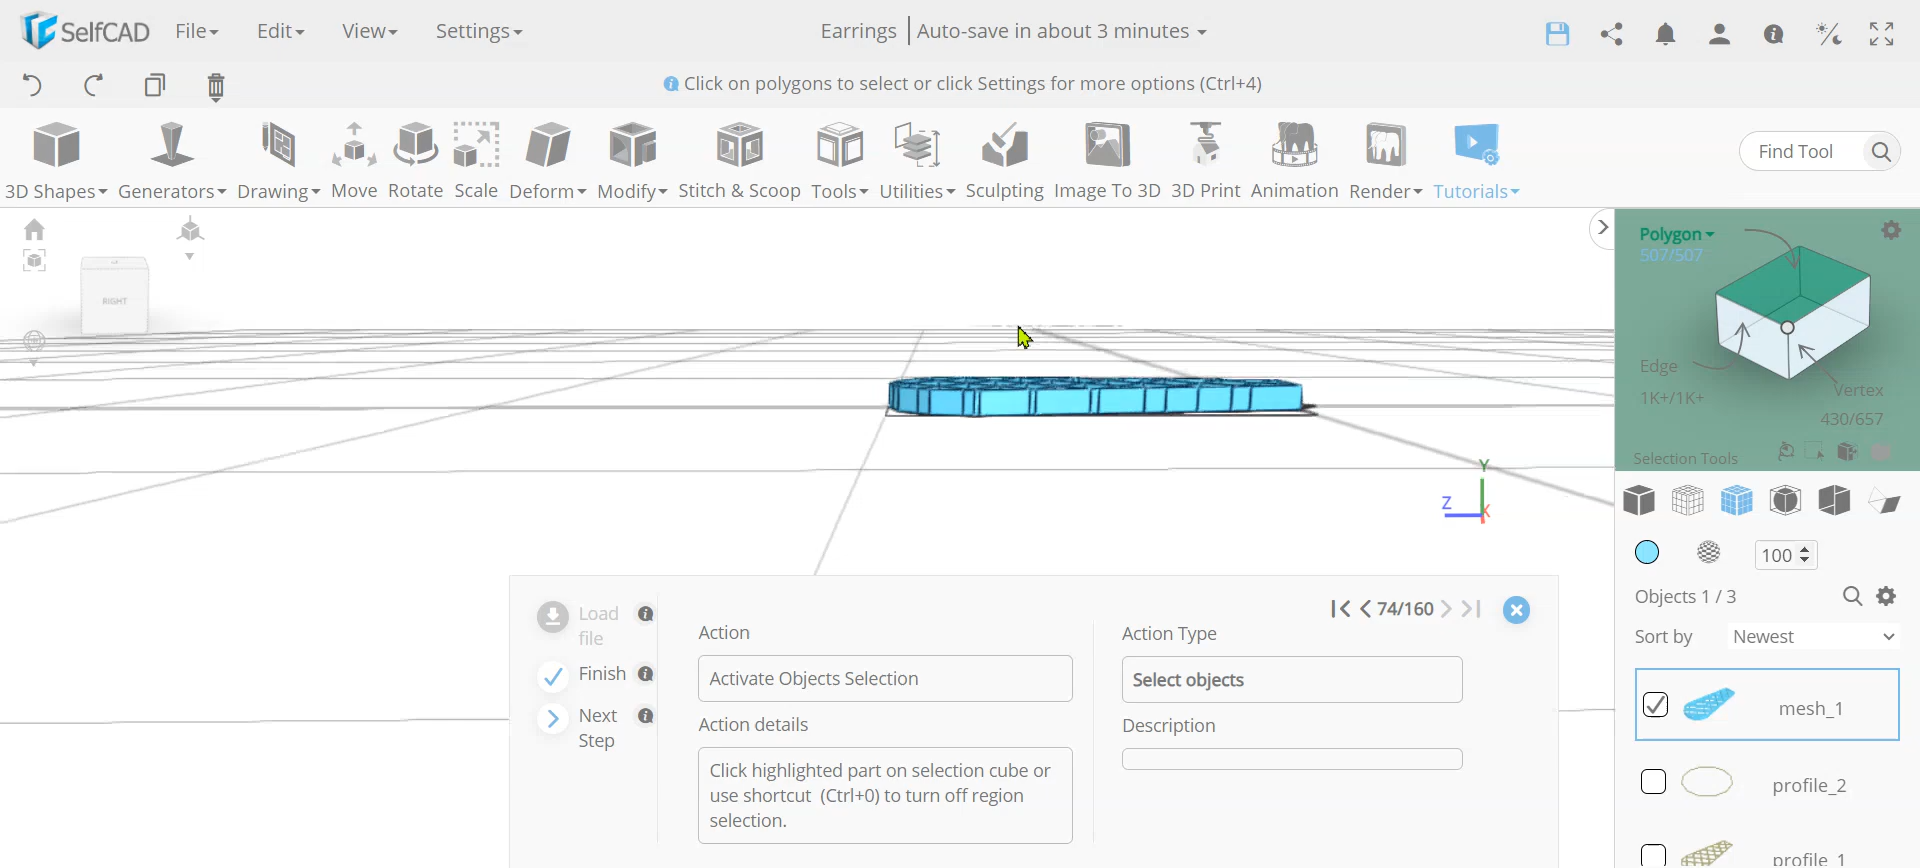 SelfCAD File Edit View Settings Earrings Auto-save in about 3 minutes
Click on polygons to select or click Settings for more options (Ctrl+4)
3D Shapes Generators Drawing Move Rotate Scale Deform Modify Stitch & Scoop Tools Utilities Sculpting Image To 3D 3D Print Animation Render Tutorials
Find Tool
RIGHT
Polygon
507/507
Edge
1K+/1K+
Vertex
430/657
Selection Tools
100
Objects 1 / 3
Sort by Newest
mesh_1
profile_2
profile_1
Z
Y
X
Load
file
Finish
Next
Step
74/160
Action
Activate Objects Selection
Action details
Click highlighted part on selection cube or
use shortcut (Ctrl+0) to turn off region
selection.
Action Type
Select objects
Description